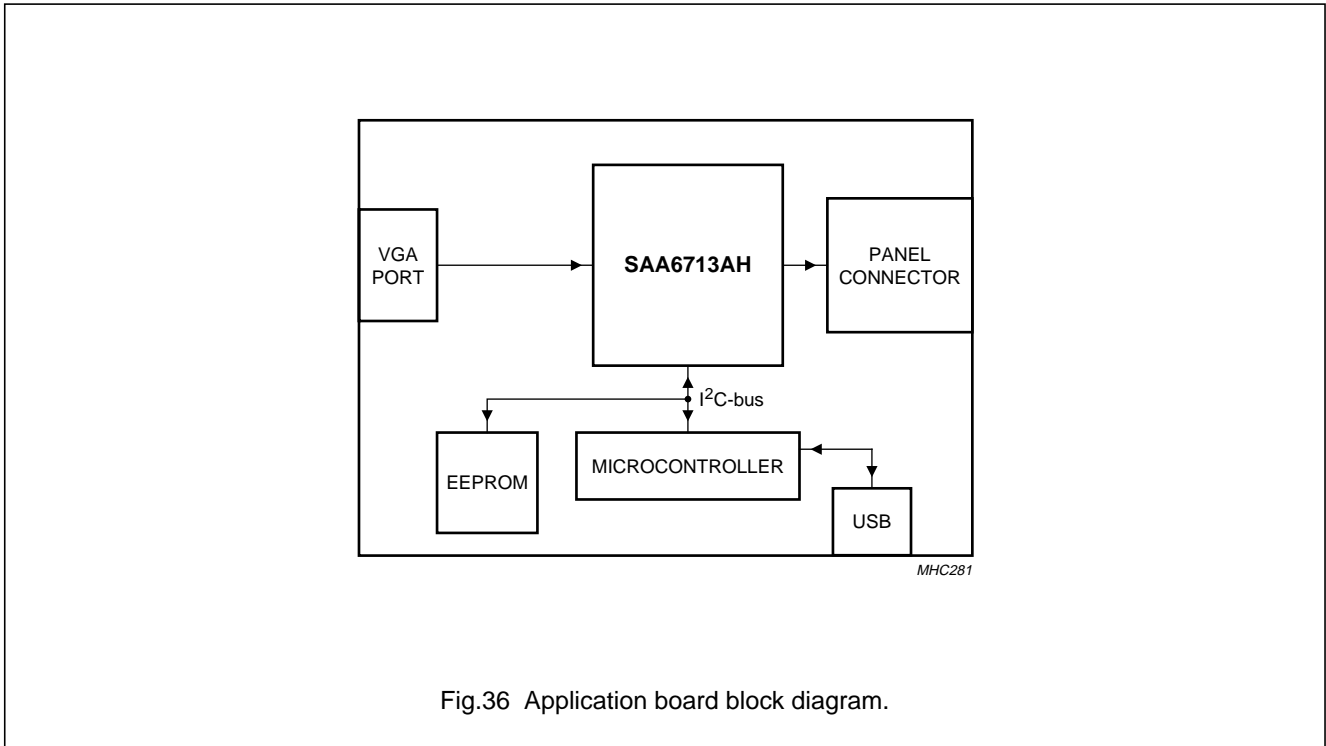 VGA
PORT
SAA6713AH
PANEL
CONNECTOR
I²C-bus
EEPROM
MICROCONTROLLER
USB
MHC281
Fig.36 Application board block diagram.